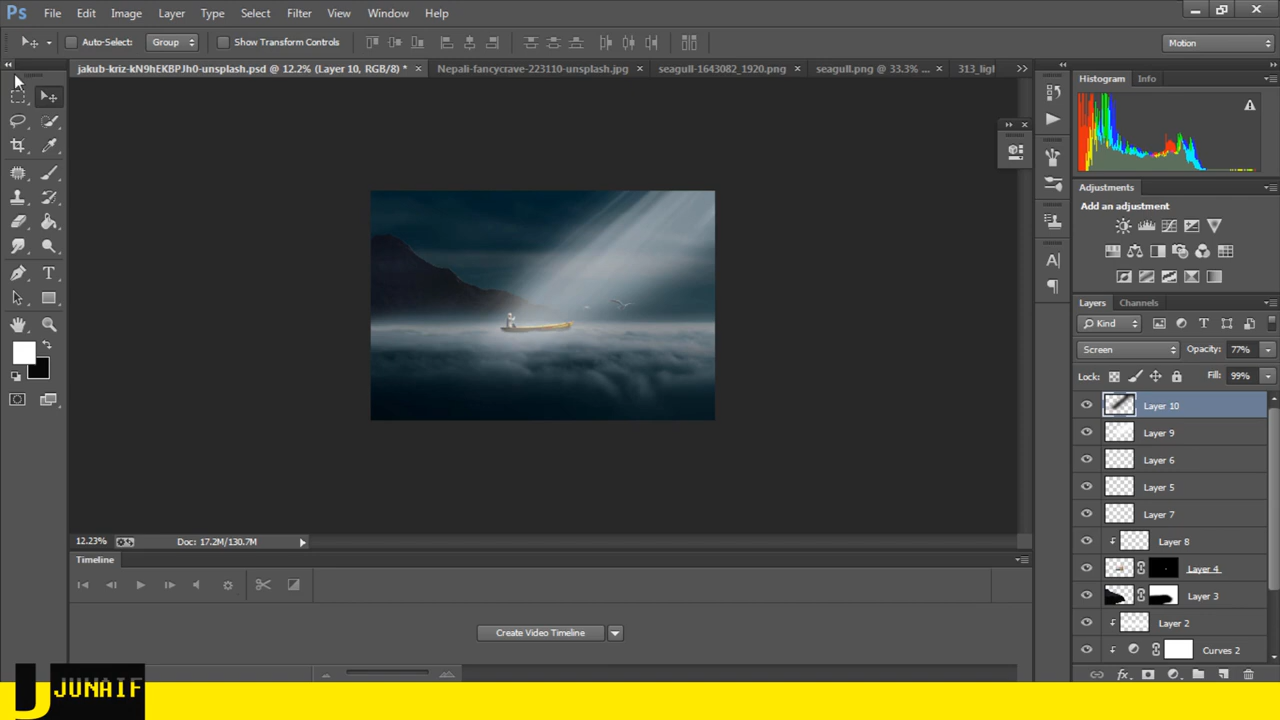 Ps File Edit Image Layer Type Select Filter View Window Help
Auto-Select: Group Show Transform Controls Motion
jakub-kriz-kN9hEKBPJh0-unsplash.psd @ 12.2% (Layer 10, RGB/8) * × Nepali-fancycrave-223110-unsplash.jpg × seagull-1643082_1920.png × seagull.png @ 33.3% ... × 313_ligl
Histogram Info
Adjustments
Add an adjustment
Layers Channels
Kind
Screen Opacity: 77%
Lock: Fill: 99%
Layer 10
Layer 9
Layer 6
Layer 5
Layer 7
Layer 8
Layer 4
Layer 3
Layer 2
Curves 2
12.23% Doc: 17.2M/130.7M
Timeline
Create Video Timeline
J JUNAIF